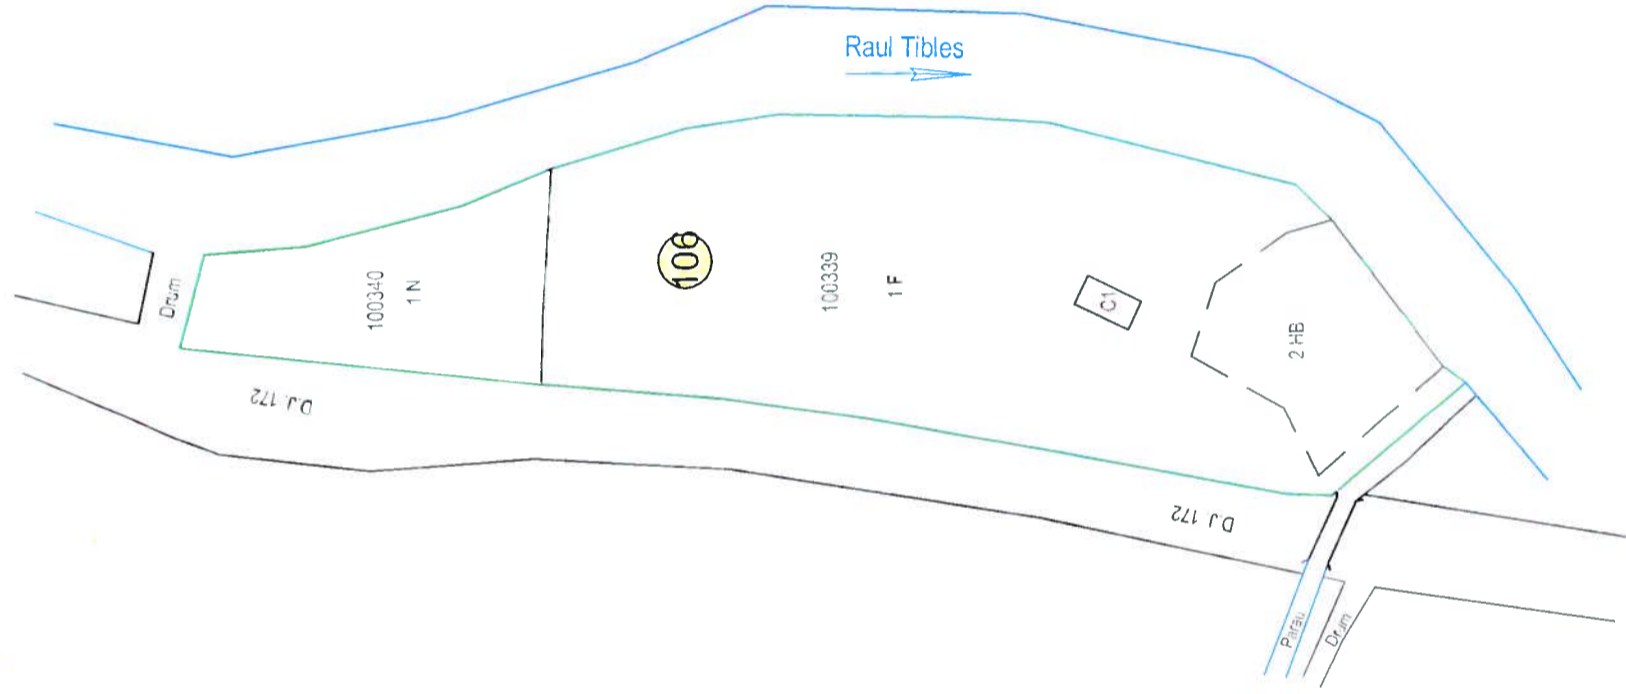 Raul Tibles
Drum
100340
1 N
106
100339
1 F
C1
2 HB
D.J. 172
D.J. 172
Parau
Drum